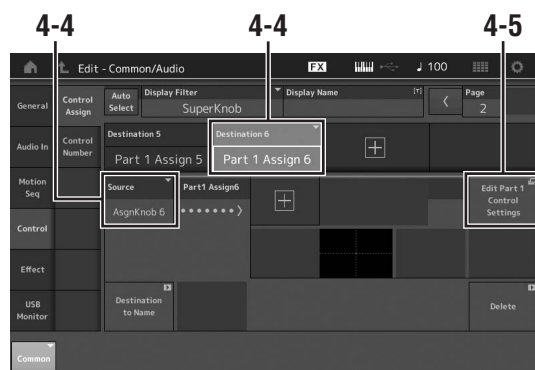 4-4 4-4 4-5
Edit - Common/Audio FX 100
General Control Assign Auto Select Display Filter SuperKnob Display Name [T] Page 2
Audio In Control Number Destination 5 Part 1 Assign 5 Destination 6 Part 1 Assign 6
Motion Seq Source AsgnKnob 6 Part1 Assign6 Edit Part 1 Control Settings
Control
Effect
USB Monitor Destination to Name Delete
Common